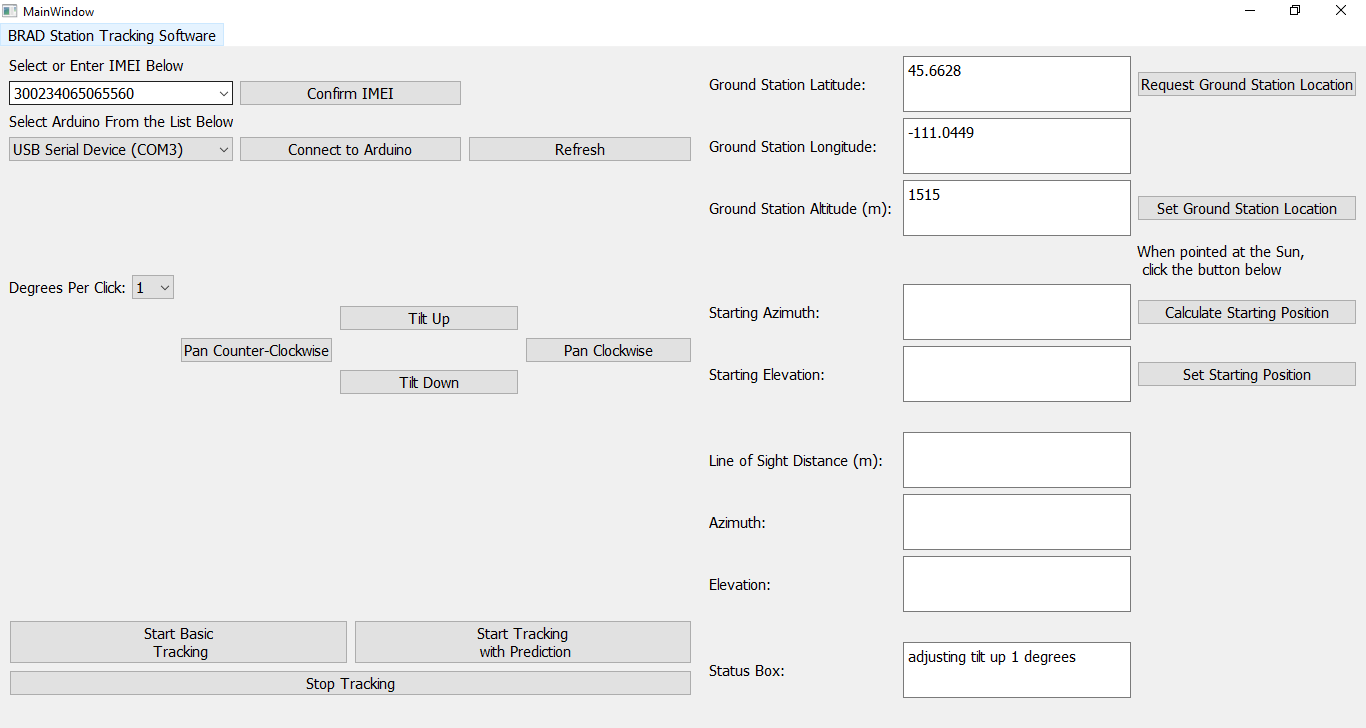 MainWindow
BRAD Station Tracking Software
Select or Enter IMEI Below
300234065065560
Confirm IMEI
Select Arduino From the List Below
USB Serial Device (COM3)
Connect to Arduino
Refresh
Degrees Per Click:
1
Tilt Up
Pan Counter-Clockwise
Pan Clockwise
Tilt Down
Start Basic
Tracking
Start Tracking
with Prediction
Stop Tracking
Ground Station Latitude:
45.6628
Request Ground Station Location
Ground Station Longitude:
-111.0449
Ground Station Altitude (m):
1515
Set Ground Station Location
When pointed at the Sun,
click the button below
Starting Azimuth:
Calculate Starting Position
Starting Elevation:
Set Starting Position
Line of Sight Distance (m):
Azimuth:
Elevation:
Status Box:
adjusting tilt up 1 degrees